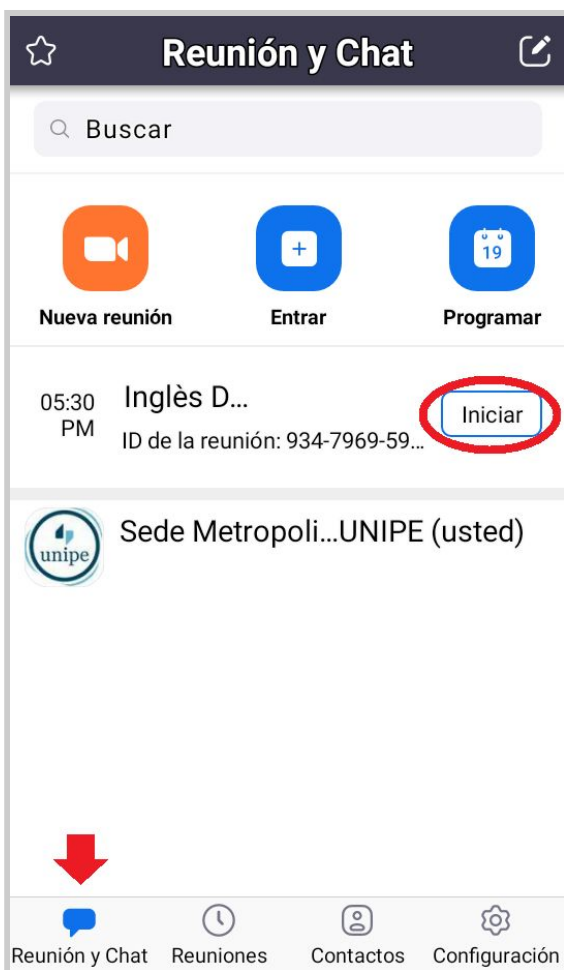 Reunión y Chat
Buscar
19
Nueva reunión
Entrar
Programar
05:30 PM
Inglès D...
ID de la reunión: 934-7969-59...
Iniciar
unipe
Sede Metropoli...UNIPE (usted)
Reunión y Chat
Reuniones
Contactos
Configuración